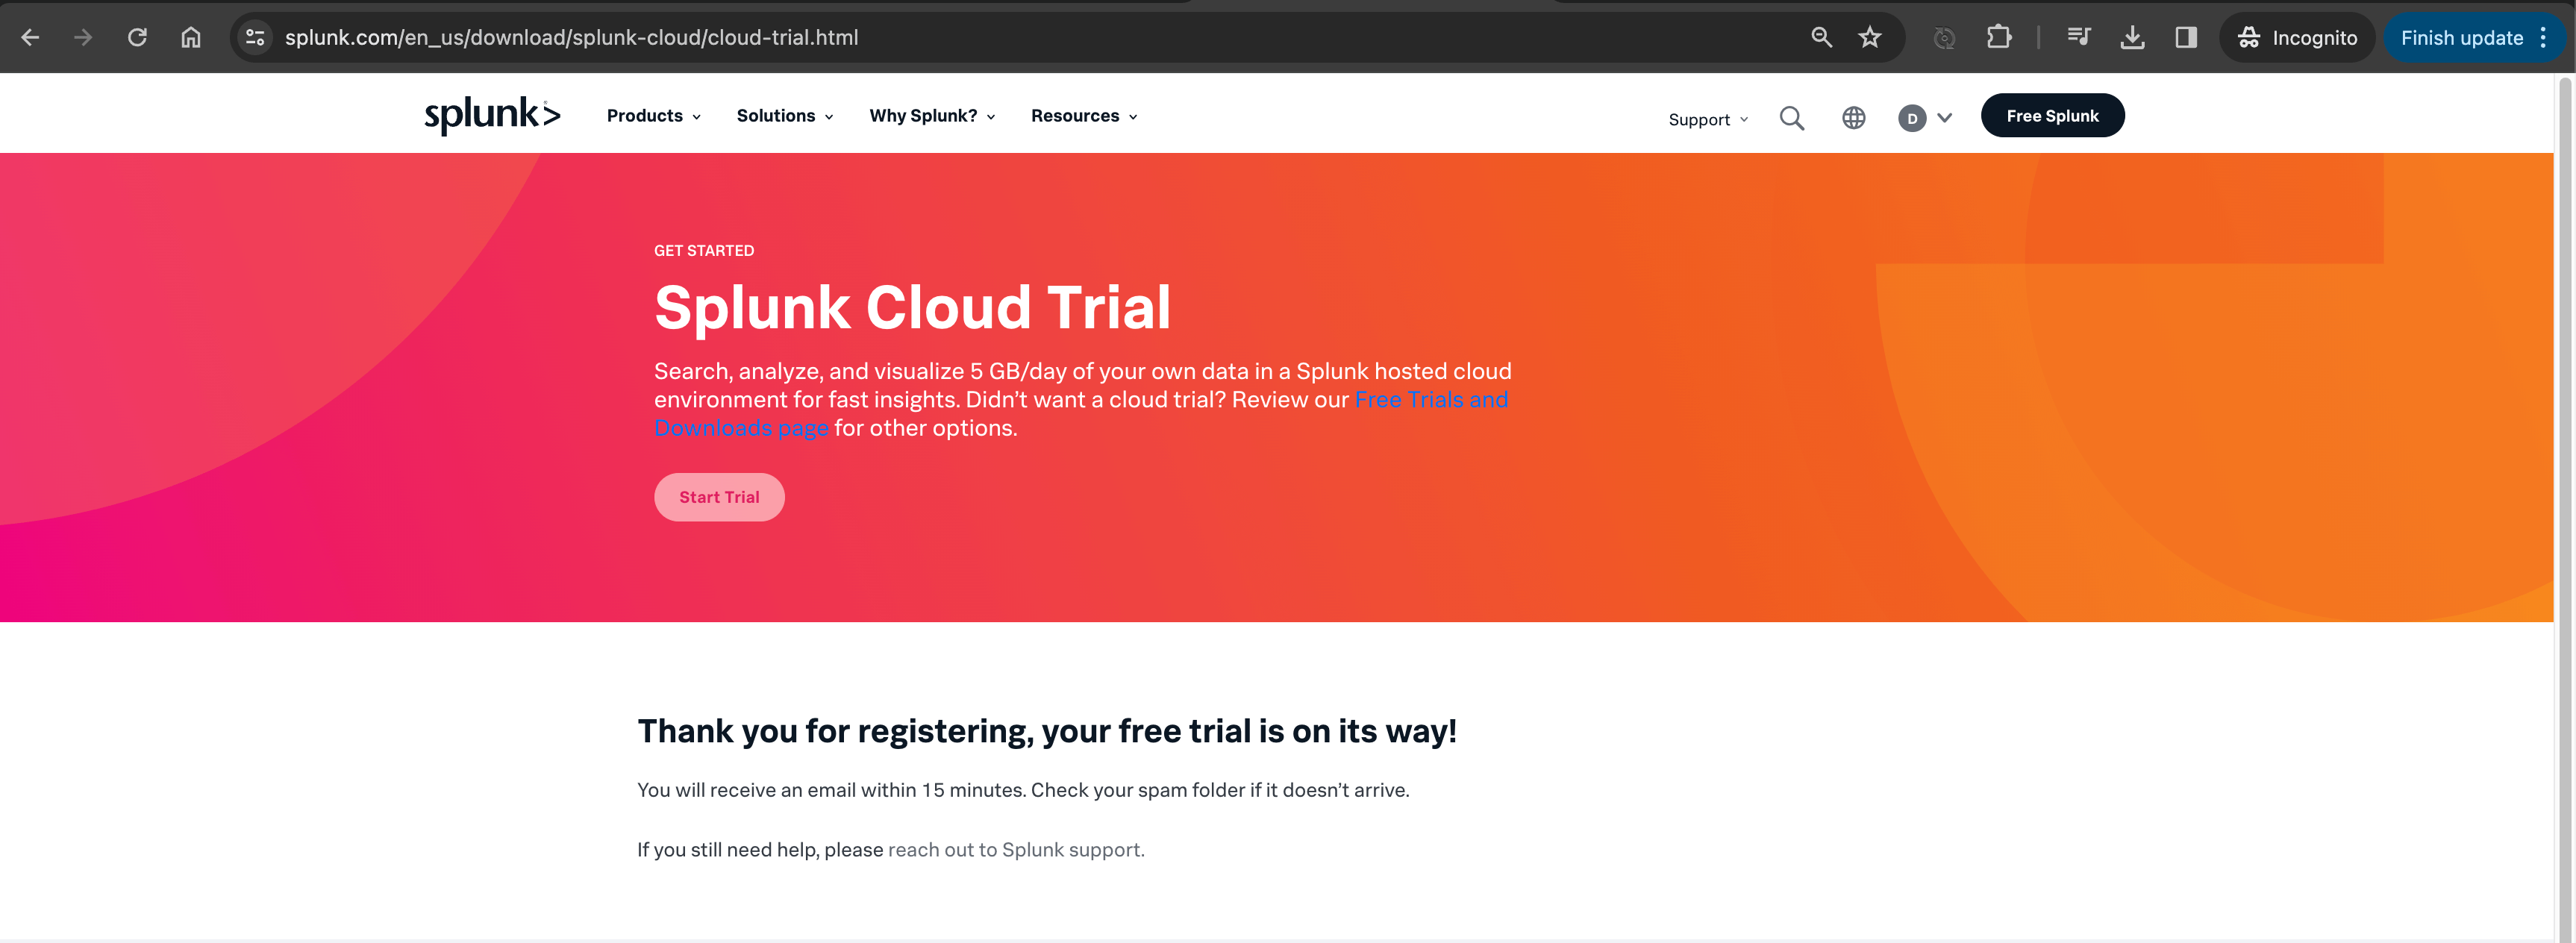 splunk.com/en_us/download/splunk-cloud/cloud-trial.html
Incognito
Finish update
splunk>
Products
Solutions
Why Splunk?
Resources
Support
D
Free Splunk
GET STARTED
Splunk Cloud Trial
Search, analyze, and visualize 5 GB/day of your own data in a Splunk hosted cloud
environment for fast insights. Didn’t want a cloud trial? Review our Free Trials and
Downloads page for other options.
Start Trial
Thank you for registering, your free trial is on its way!
You will receive an email within 15 minutes. Check your spam folder if it doesn’t arrive.
If you still need help, please reach out to Splunk support.